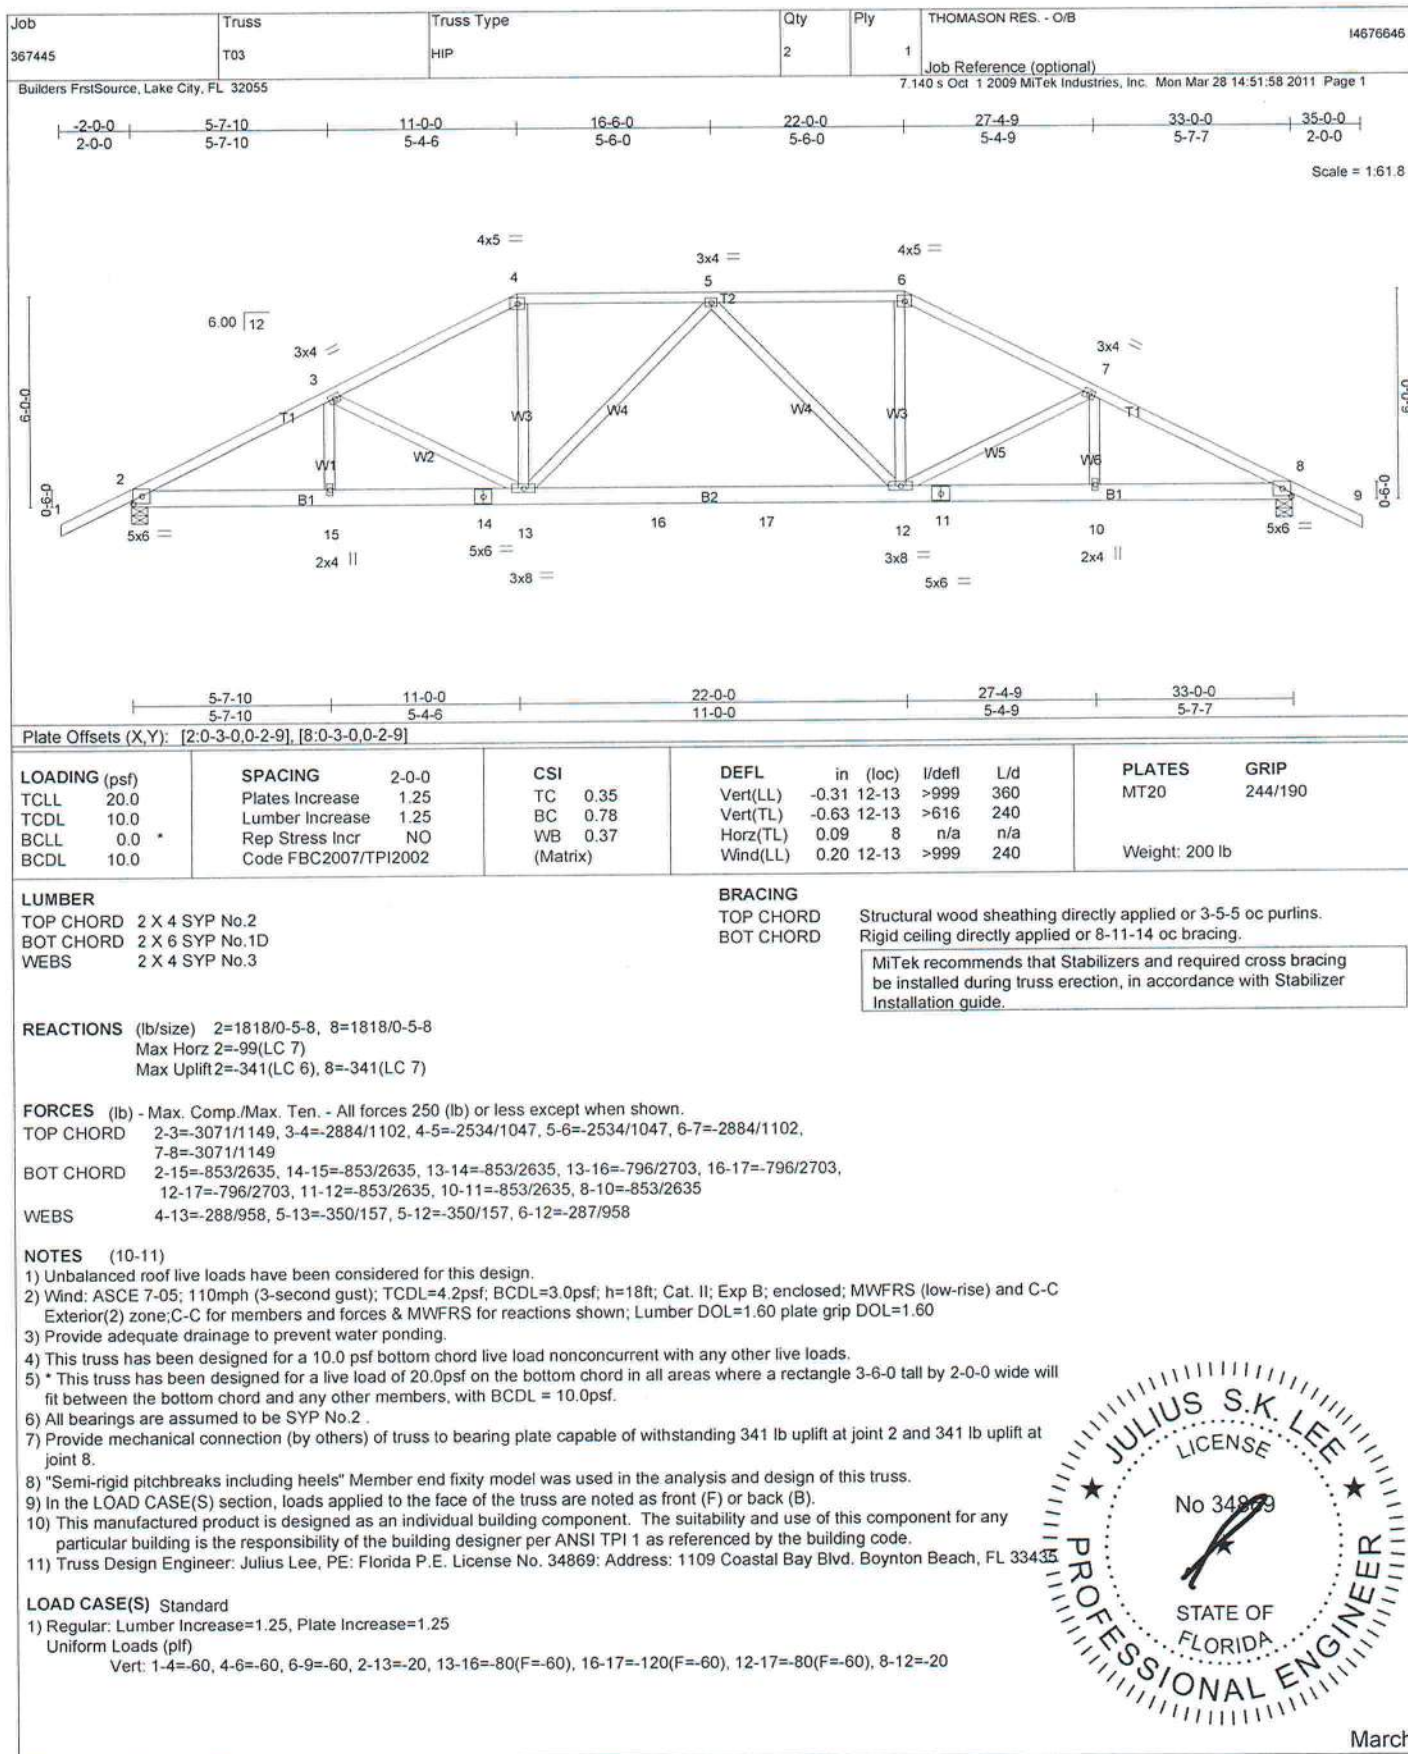 Job Truss Truss Type Qty Ply THOMASON RES. - O/B
I4676646
367445 T03 HIP 2 1
Job Reference (optional)
Builders FrstSource, Lake City, FL 32055 7.140 s Oct 1 2009 MiTek Industries, Inc. Mon Mar 28 14:51:58 2011 Page 1
-2-0-0 5-7-10 11-0-0 16-6-0 22-0-0 27-4-9 33-0-0 35-0-0
2-0-0 5-7-10 5-4-6 5-6-0 5-6-0 5-4-9 5-7-7 2-0-0
Scale = 1:61.8
4x5 = 3x4 = 4x5 =
4 5 6
T2
6.00 12
3x4 = 3x4 =
3 7
6-0-0 6-0-0
T1 W3 W4 W4 W3 T1
W1 W2 W5 W6
2 8
0-6-0 1 B1 B2 B1 9 0-6-0
5x6 = 15 14 13 16 17 12 11 10 5x6 =
2x4 || 5x6 = 3x8 = 3x8 = 5x6 = 2x4 ||
5-7-10 11-0-0 22-0-0 27-4-9 33-0-0
5-7-10 5-4-6 11-0-0 5-4-9 5-7-7
Plate Offsets (X,Y): [2:0-3-0,0-2-9], [8:0-3-0,0-2-9]
LOADING (psf)
TCLL 20.0
TCDL 10.0
BCLL 0.0 *
BCDL 10.0
SPACING 2-0-0
Plates Increase 1.25
Lumber Increase 1.25
Rep Stress Incr NO
Code FBC2007/TPI2002
CSI
TC 0.35
BC 0.78
WB 0.37
(Matrix)
DEFL in (loc) l/defl L/d
Vert(LL) -0.31 12-13 >999 360
Vert(TL) -0.63 12-13 >616 240
Horz(TL) 0.09 8 n/a n/a
Wind(LL) 0.20 12-13 >999 240
PLATES GRIP
MT20 244/190
Weight: 200 lb
LUMBER
TOP CHORD 2 X 4 SYP No.2
BOT CHORD 2 X 6 SYP No.1D
WEBS 2 X 4 SYP No.3
BRACING
TOP CHORD Structural wood sheathing directly applied or 3-5-5 oc purlins.
BOT CHORD Rigid ceiling directly applied or 8-11-14 oc bracing.
MiTek recommends that Stabilizers and required cross bracing
be installed during truss erection, in accordance with Stabilizer
Installation guide.
REACTIONS (lb/size) 2=1818/0-5-8, 8=1818/0-5-8
Max Horz 2=-99(LC 7)
Max Uplift 2=-341(LC 6), 8=-341(LC 7)
FORCES (lb) - Max. Comp./Max. Ten. - All forces 250 (lb) or less except when shown.
TOP CHORD 2-3=-3071/1149, 3-4=-2884/1102, 4-5=-2534/1047, 5-6=-2534/1047, 6-7=-2884/1102,
7-8=-3071/1149
BOT CHORD 2-15=-853/2635, 14-15=-853/2635, 13-14=-853/2635, 13-16=-796/2703, 16-17=-796/2703,
12-17=-796/2703, 11-12=-853/2635, 10-11=-853/2635, 8-10=-853/2635
WEBS 4-13=-288/958, 5-13=-350/157, 5-12=-350/157, 6-12=-287/958
NOTES (10-11)
1) Unbalanced roof live loads have been considered for this design.
2) Wind: ASCE 7-05; 110mph (3-second gust); TCDL=4.2psf; BCDL=3.0psf; h=18ft; Cat. II; Exp B; enclosed; MWFRS (low-rise) and C-C
Exterior(2) zone;C-C for members and forces & MWFRS for reactions shown; Lumber DOL=1.60 plate grip DOL=1.60
3) Provide adequate drainage to prevent water ponding.
4) This truss has been designed for a 10.0 psf bottom chord live load nonconcurrent with any other live loads.
5) * This truss has been designed for a live load of 20.0psf on the bottom chord in all areas where a rectangle 3-6-0 tall by 2-0-0 wide will
fit between the bottom chord and any other members, with BCDL = 10.0psf.
6) All bearings are assumed to be SYP No.2 .
7) Provide mechanical connection (by others) of truss to bearing plate capable of withstanding 341 lb uplift at joint 2 and 341 lb uplift at
joint 8.
8) "Semi-rigid pitchbreaks including heels" Member end fixity model was used in the analysis and design of this truss.
9) In the LOAD CASE(S) section, loads applied to the face of the truss are noted as front (F) or back (B).
10) This manufactured product is designed as an individual building component. The suitability and use of this component for any
particular building is the responsibility of the building designer per ANSI TPI 1 as referenced by the building code.
11) Truss Design Engineer: Julius Lee, PE: Florida P.E. License No. 34869: Address: 1109 Coastal Bay Blvd. Boynton Beach, FL 33435
LOAD CASE(S) Standard
1) Regular: Lumber Increase=1.25, Plate Increase=1.25
Uniform Loads (plf)
Vert: 1-4=-60, 4-6=-60, 6-9=-60, 2-13=-20, 13-16=-80(F=-60), 16-17=-120(F=-60), 12-17=-80(F=-60), 8-12=-20
JULIUS S.K. LEE
LICENSE
No 34869
STATE OF
FLORIDA
PROFESSIONAL ENGINEER
March